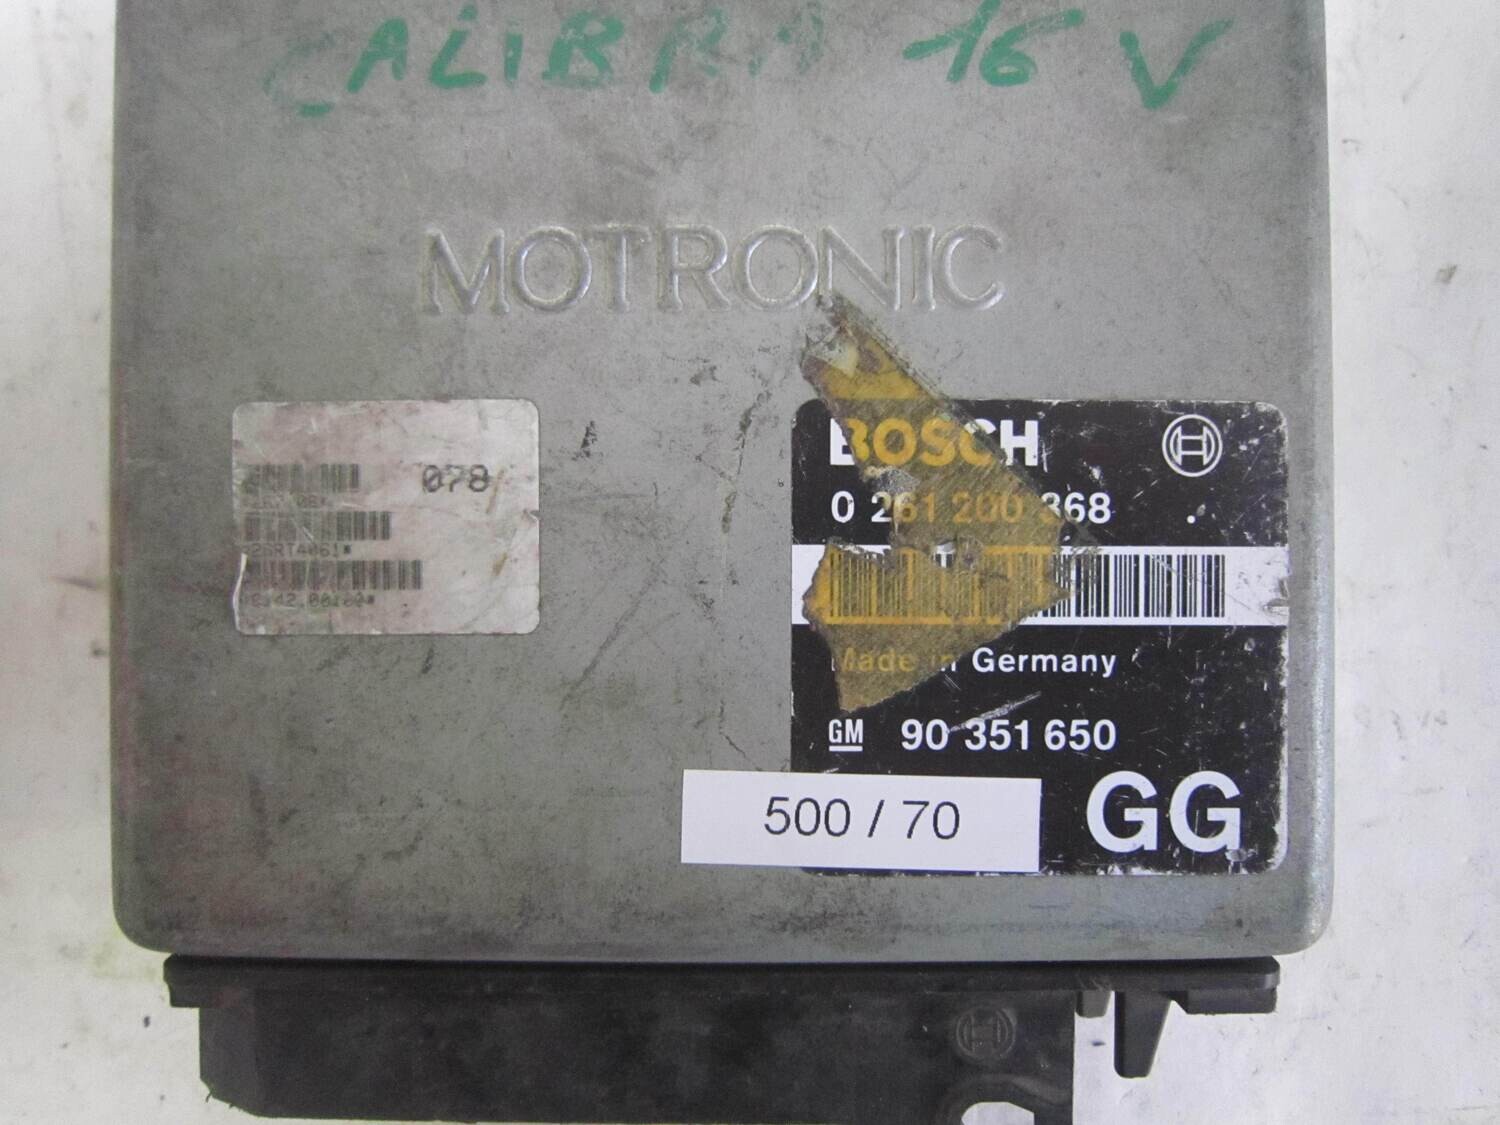 CALIBRA 16 V
MOTRONIC
078
26RT4061*
BOSCH
0 261 200 368
Made in Germany
GM 90 351 650
GG
500 / 70